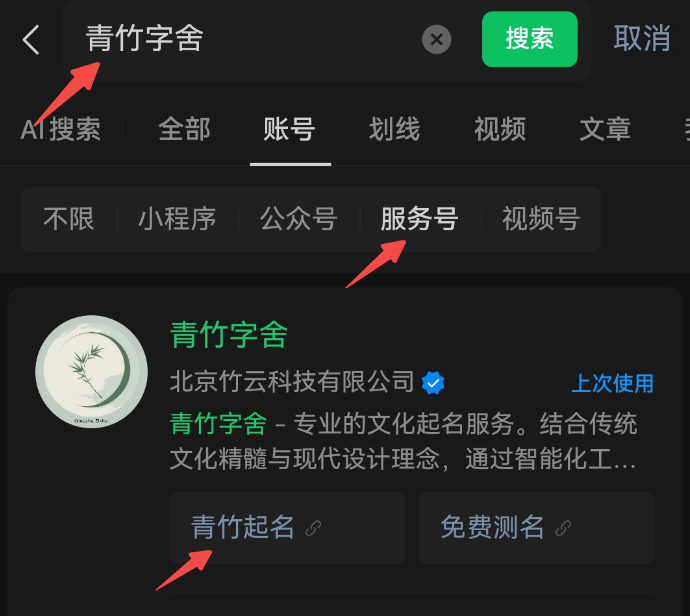 青竹字舍 搜索 取消
AI搜索 全部 账号 划线 视频 文章
不限 小程序 公众号 服务号 视频号
青竹字舍
北京竹云科技有限公司 上次使用
青竹字舍 - 专业的文化起名服务。结合传统
文化精髓与现代设计理念，通过智能化工...
青竹起名 免费测名